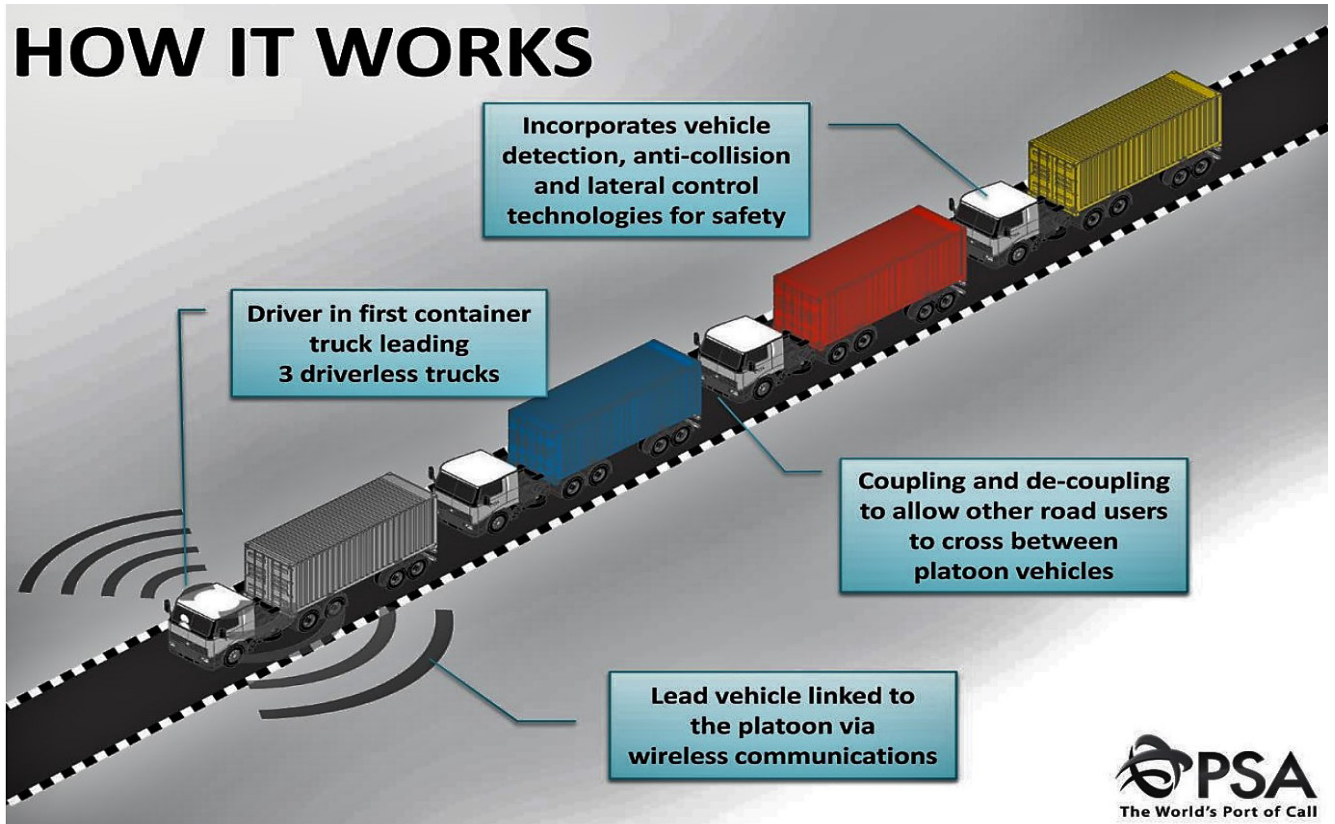 HOW IT WORKS
Incorporates vehicle
detection, anti-collision
and lateral control
technologies for safety
Driver in first container
truck leading
3 driverless trucks
Coupling and de-coupling
to allow other road users
to cross between
platoon vehicles
Lead vehicle linked to
the platoon via
wireless communications
PSA
The World's Port of Call